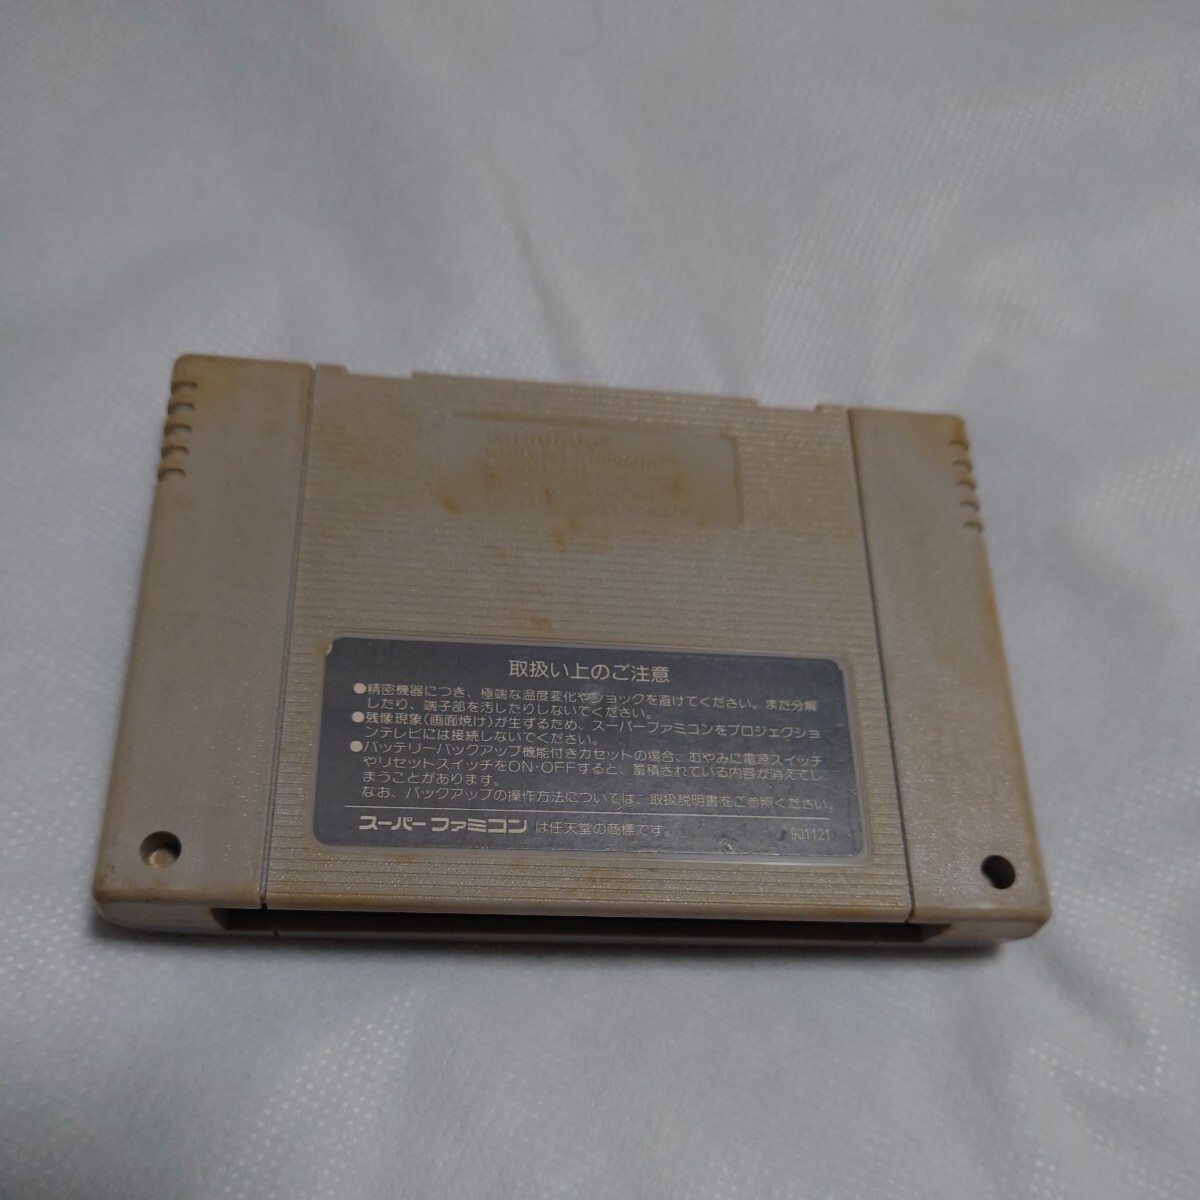 取扱い上のご注意
●精密機器につき、極端な温度変化やショックを避けてください。また分解
したり、端子部を汚したりしないでください。
●残像現象(画面焼け)が生ずるため、スーパーファミコンをプロジェクショ
ンテレビには接続しないでください。
●バッテリーバックアップ機能付きカセットの場合、むやみに電源スイッチ
やリセットスイッチをON・OFFすると、蓄積されている内容が消えてし
まうことがあります。
なお、バックアップの操作方法については、取扱説明書をご参照ください。
スーパーファミコン は任天堂の商標です。 901121